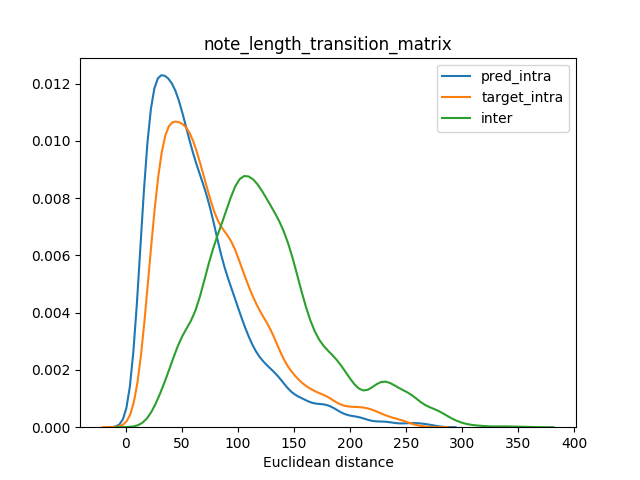 note_length_transition_matrix
pred_intra
target_intra
inter
0.012
0.010
0.008
0.006
0.004
0.002
0.000
0 50 100 150 200 250 300 350 400
Euclidean distance